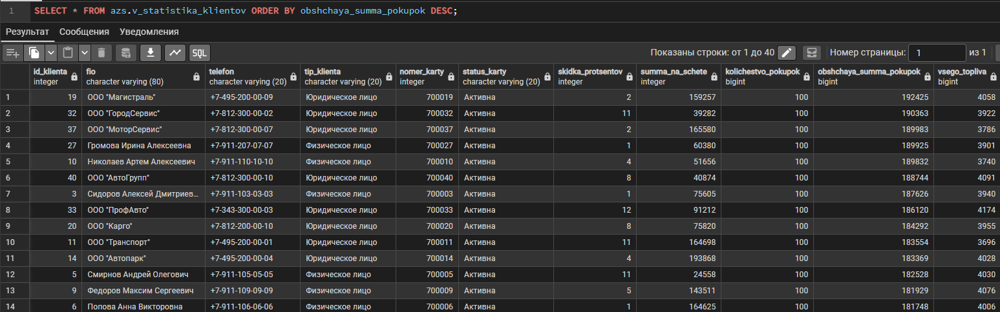 1 SELECT * FROM azs.v_statistika_klientov ORDER BY obshchaya_summa_pokupok DESC;
Результат Сообщения Уведомления
SQL Показаны строки: от 1 до 40 Номер страницы: 1 из 1
id_klienta fio telefon tip_klienta nomer_karty status_karty skidka_protsentov summa_na_schete kolichestvo_pokupok obshchaya_summa_pokupok vsego_topliva
integer character varying (80) character varying (20) character varying (20) integer character varying (20) integer integer bigint bigint bigint
1 19 ООО "Магистраль" +7-495-200-00-09 Юридическое лицо 700019 Активна 2 159257 100 192425 4058
2 32 ООО "ГородСервис" +7-812-300-00-02 Юридическое лицо 700032 Активна 11 39282 100 190363 3922
3 37 ООО "МоторСервис" +7-812-300-00-07 Юридическое лицо 700037 Активна 2 165580 100 189983 3786
4 27 Громова Ирина Алексеевна +7-911-207-07-07 Физическое лицо 700027 Активна 1 60380 100 189925 3901
5 10 Николаев Артем Алексеевич +7-911-110-10-10 Физическое лицо 700010 Активна 4 51656 100 189832 3740
6 40 ООО "АвтоГрупп" +7-812-300-00-10 Юридическое лицо 700040 Активна 8 40874 100 188744 4091
7 3 Сидоров Алексей Дмитриев... +7-911-103-03-03 Физическое лицо 700003 Активна 1 75605 100 187626 3940
8 33 ООО "ПрофАвто" +7-343-300-00-03 Юридическое лицо 700033 Активна 12 91212 100 186120 4174
9 20 ООО "Карго" +7-812-200-00-10 Юридическое лицо 700020 Активна 8 75820 100 184292 3955
10 11 ООО "Транспорт" +7-495-200-00-01 Юридическое лицо 700011 Активна 11 164698 100 183554 3696
11 14 ООО "Автопарк" +7-495-200-00-04 Юридическое лицо 700014 Активна 4 193868 100 183369 4028
12 5 Смирнов Андрей Олегович +7-911-105-05-05 Физическое лицо 700005 Активна 11 24558 100 182528 4030
13 9 Федоров Максим Сергеевич +7-911-109-09-09 Физическое лицо 700009 Активна 5 143511 100 181929 4076
14 6 Попова Анна Викторовна +7-911-106-06-06 Физическое лицо 700006 Активна 1 164625 100 181748 4006